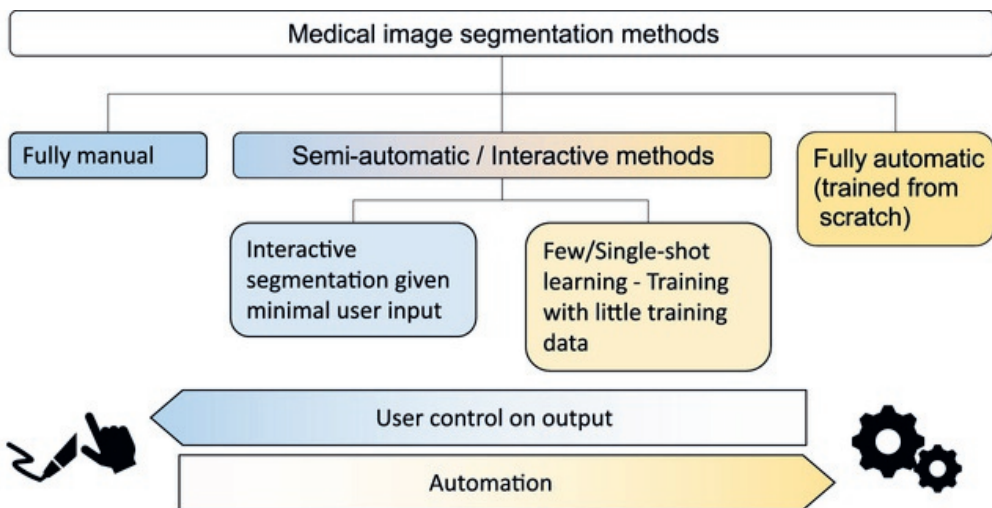 Medical image segmentation methods
Fully manual
Semi-automatic / Interactive methods
Fully automatic
(trained from
scratch)
Interactive
segmentation given
minimal user input
Few/Single-shot
learning - Training
with little training
data
User control on output
Automation